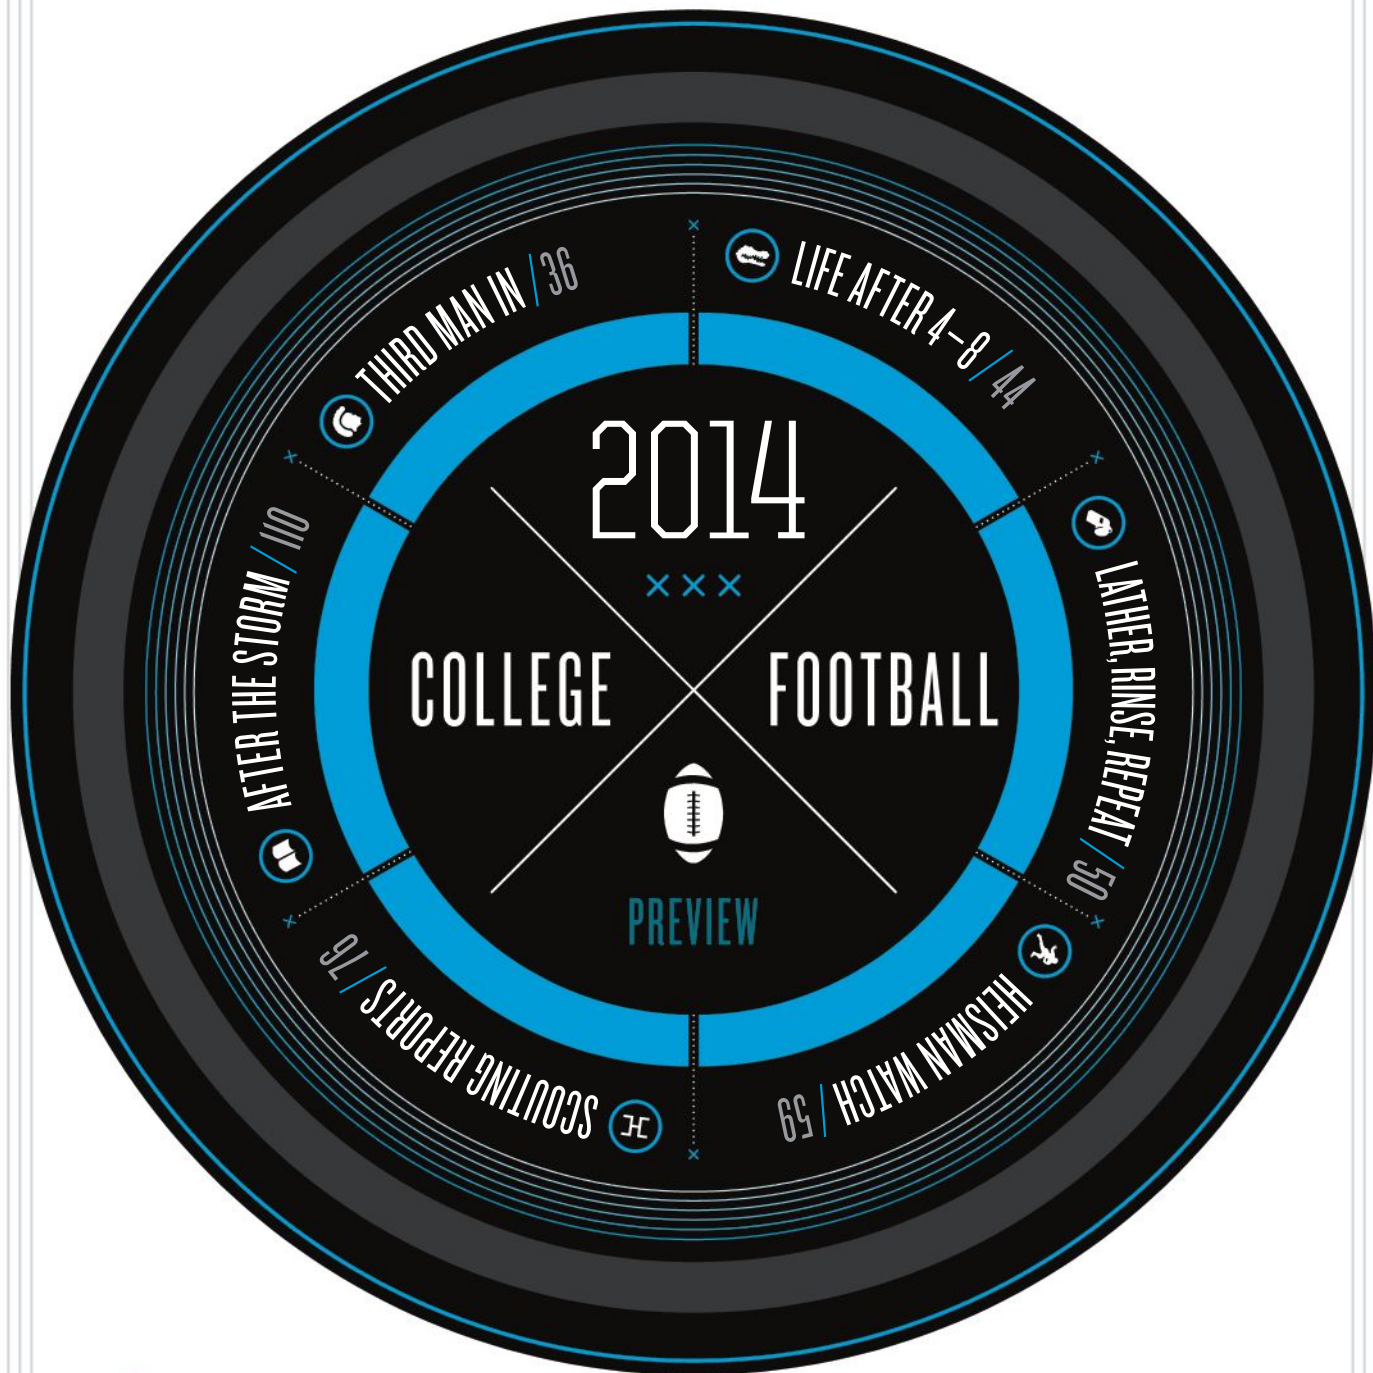 2014
×××
COLLEGE FOOTBALL
PREVIEW
THIRD MAN IN / 36
LIFE AFTER 4–8 / 44
LATHER, RINSE, REPEAT / 50
HEISMAN WATCH / 59
SCOUTING REPORTS / 76
AFTER THE STORM / 110